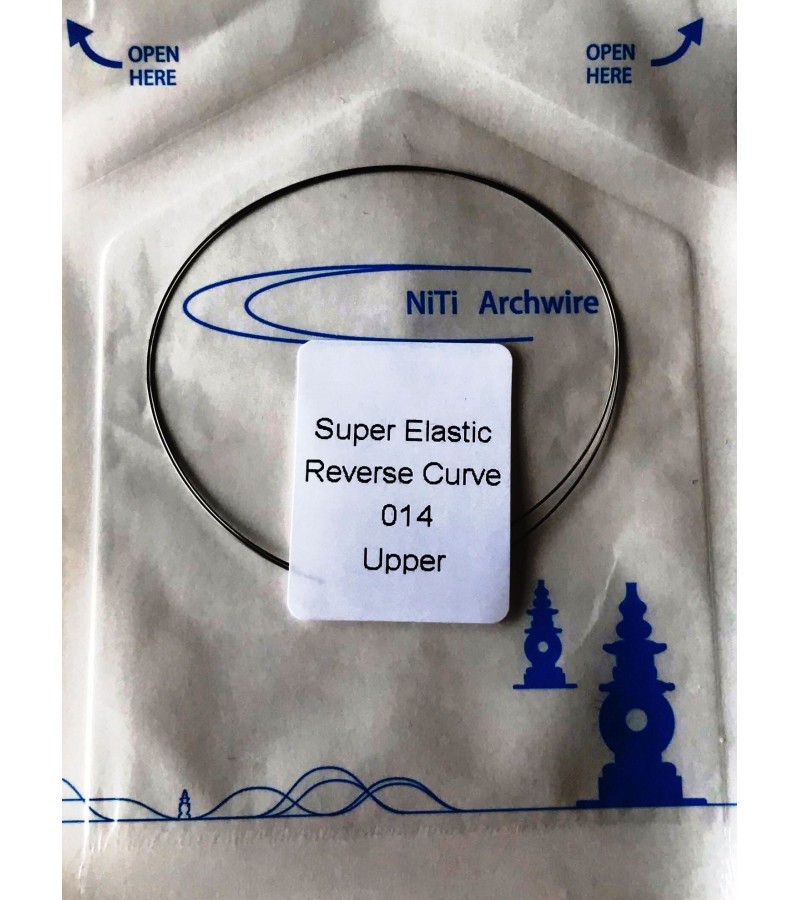 OPEN
HERE
OPEN
HERE
NiTi Archwire
Super Elastic
Reverse Curve
014
Upper